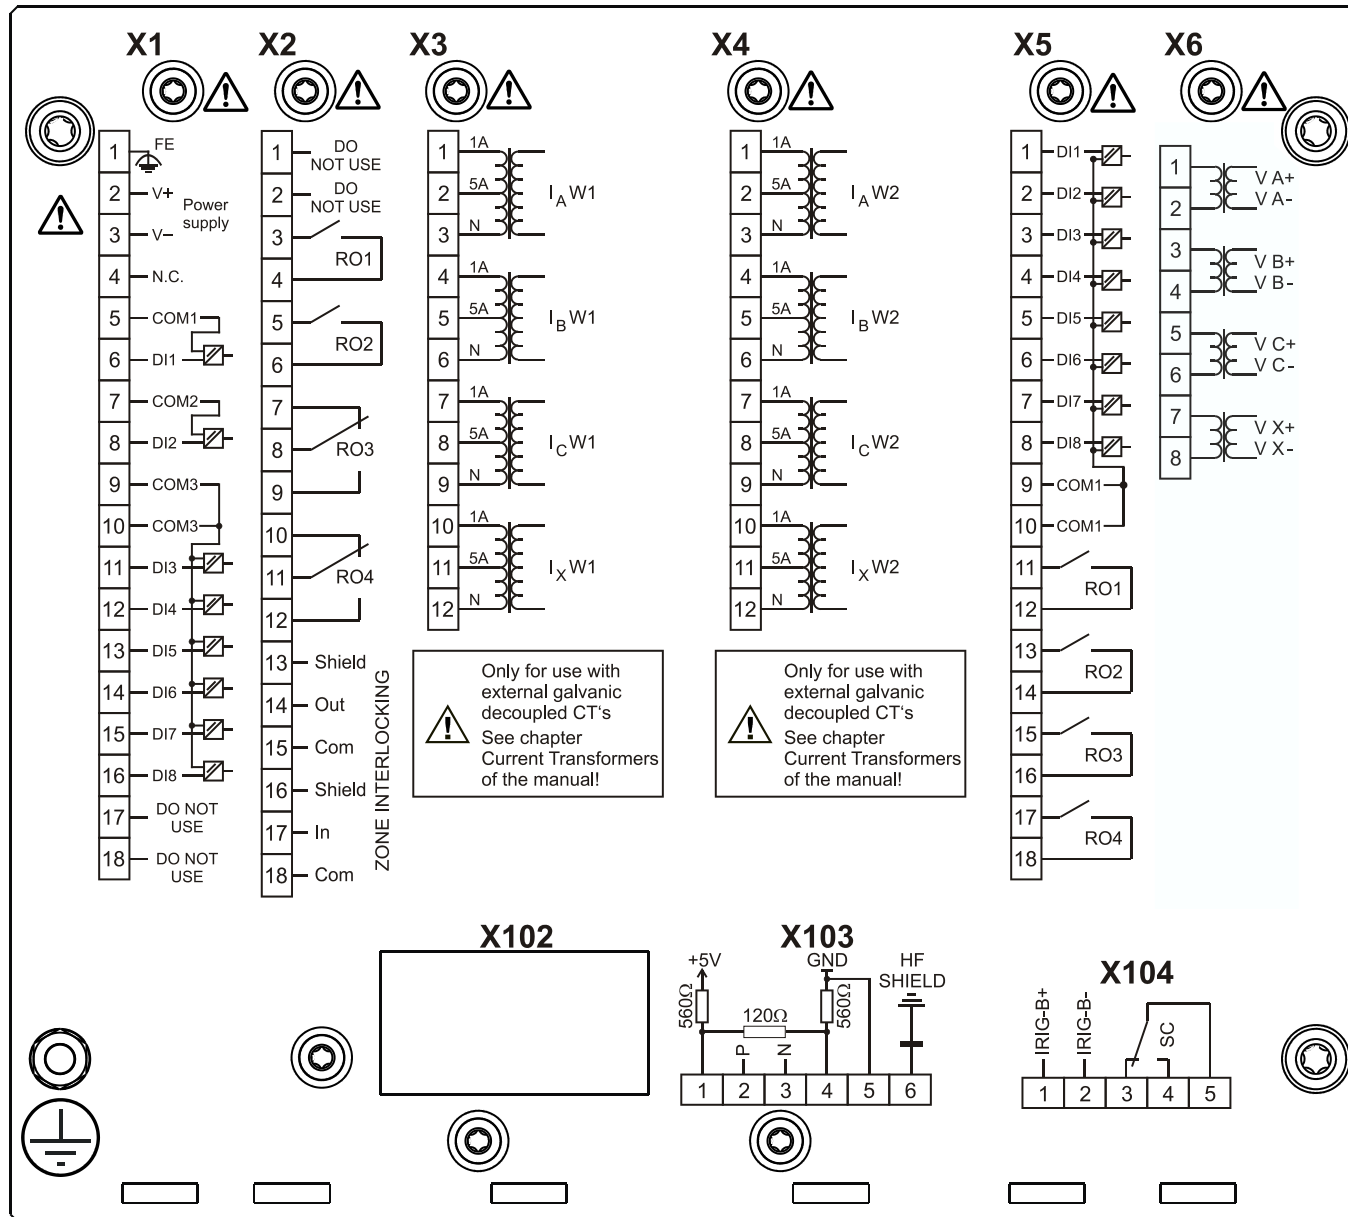 X1
X2
X3
X4
X5
X6
1 FE
2 V+
Power
supply
3 V–
4 N.C.
5 COM1
6 DI1
7 COM2
8 DI2
9 COM3
10 COM3
11 DI3
12 DI4
13 DI5
14 DI6
15 DI7
16 DI8
17 DO NOT
USE
18 DO NOT
USE
1 DO
NOT USE
2 DO
NOT USE
3
RO1
4
5
RO2
6
7
8 RO3
9
10
11 RO4
12
13 Shield
14 Out
15 Com
16 Shield
17 In
18 Com
ZONE INTERLOCKING
1 1A
2 5A IA W1
3 N
4 1A
5 5A IB W1
6 N
7 1A
8 5A IC W1
9 N
10 1A
11 5A IX W1
12 N
Only for use with
external galvanic
decoupled CT‘s
See chapter
Current Transformers
of the manual!
1 1A
2 5A IA W2
3 N
4 1A
5 5A IB W2
6 N
7 1A
8 5A IC W2
9 N
10 1A
11 5A IX W2
12 N
Only for use with
external galvanic
decoupled CT‘s
See chapter
Current Transformers
of the manual!
1 DI1
2 DI2
3 DI3
4 DI4
5 DI5
6 DI6
7 DI7
8 DI8
9 COM1
10 COM1
11
RO1
12
13
RO2
14
15
RO3
16
17
RO4
18
1 V A+
2 V A-
3 V B+
4 V B-
5 V C+
6 V C-
7 V X+
8 V X-
X102
X103
+5V
GND
HF
SHIELD
560Ω
120Ω
560Ω
P
N
1 2 3 4 5 6
X104
IRIG-B+
IRIG-B-
SC
1 2 3 4 5